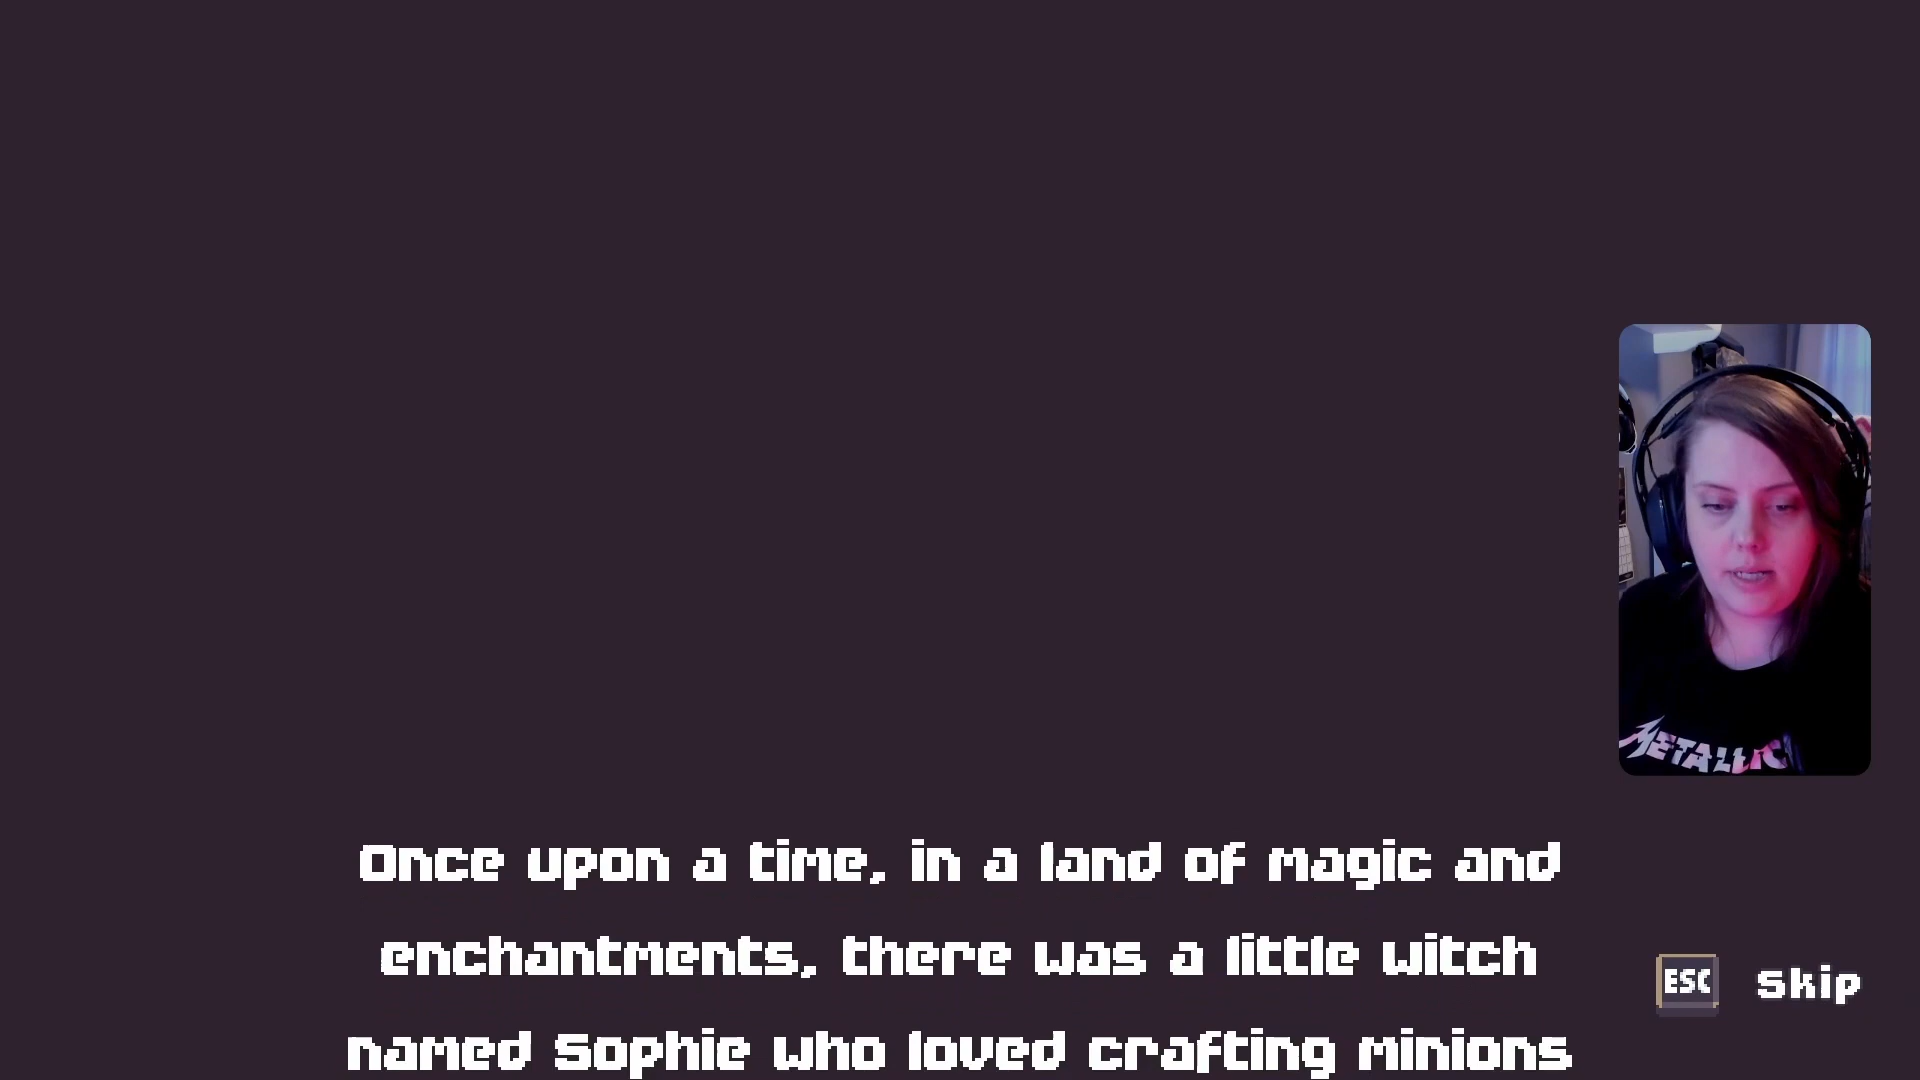 Once upon a time, in a land of magic and
enchantments, there was a little witch
named Sophie who loved crafting minions
ESC Skip
METALLIC